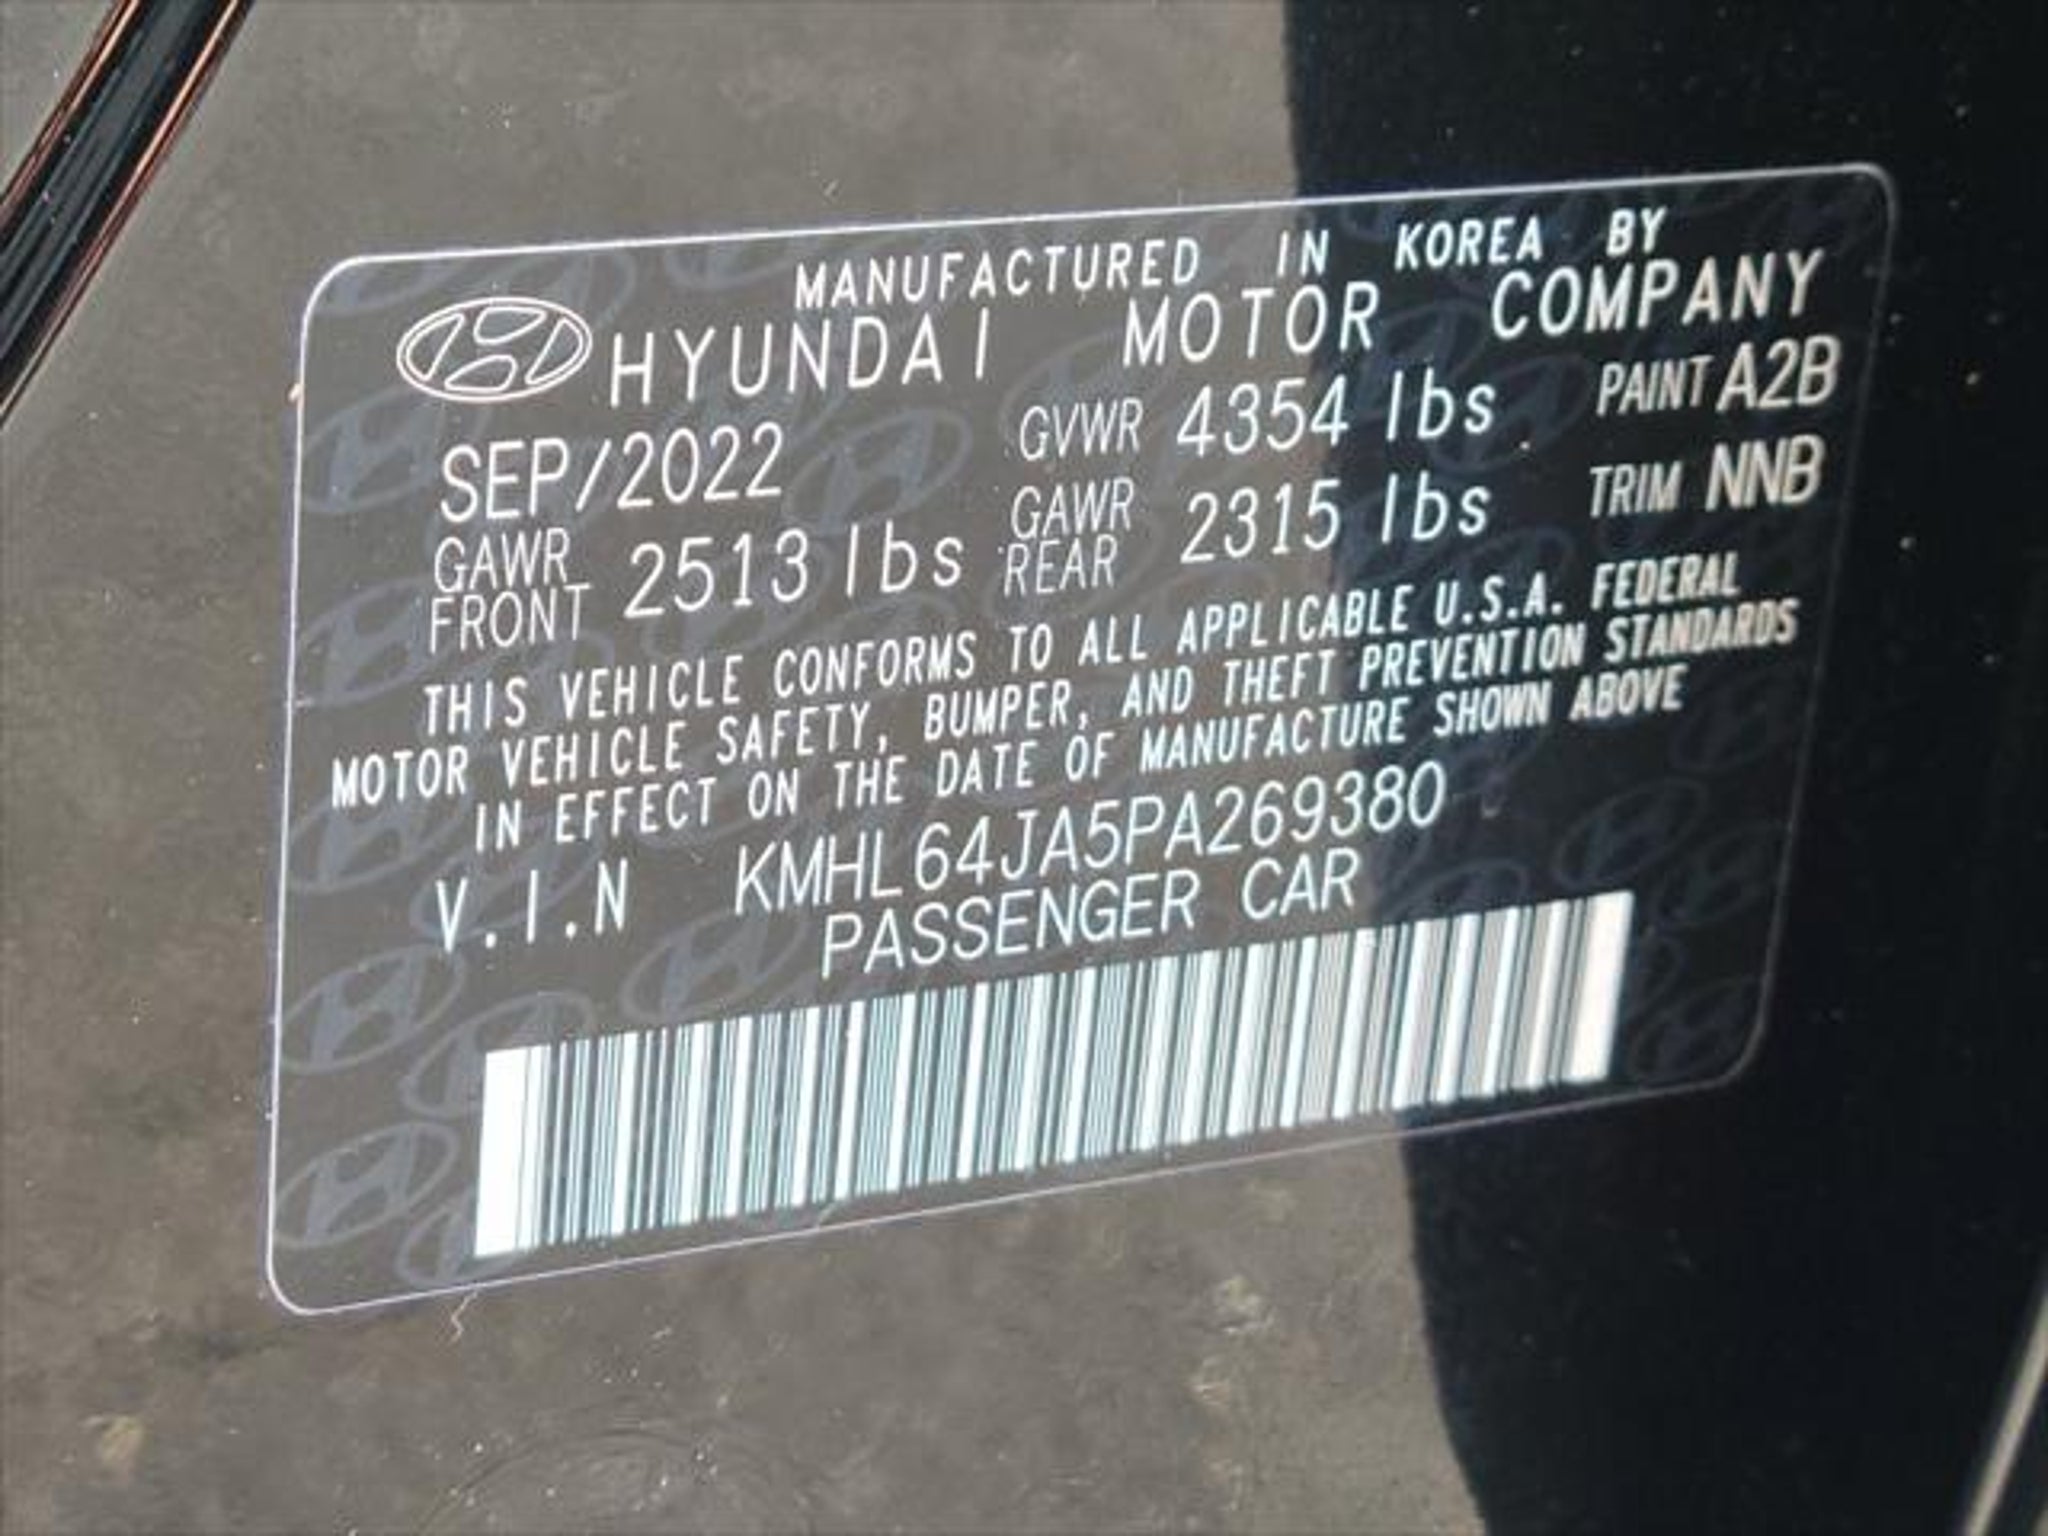 MANUFACTURED IN KOREA BY
HYUNDAI MOTOR COMPANY
SEP/2022 GVWR 4354 lbs PAINT A2B
GAWR FRONT 2513 lbs GAWR REAR 2315 lbs TRIM NNB
THIS VEHICLE CONFORMS TO ALL APPLICABLE U.S.A. FEDERAL
MOTOR VEHICLE SAFETY, BUMPER, AND THEFT PREVENTION STANDARDS
IN EFFECT ON THE DATE OF MANUFACTURE SHOWN ABOVE
V.I.N KMHL64JA5PA269380
PASSENGER CAR